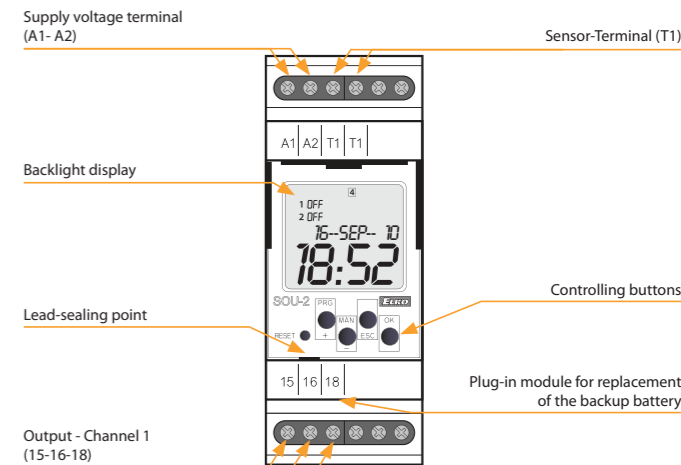 Supply voltage terminal
(A1- A2)
Sensor-Terminal (T1)
A1 A2 T1 T1
Backlight display
4
1 OFF
2 OFF
16--SEP-- 10
18:52
Controlling buttons
SOU-2 PRG ELKO
MAN OK
Lead-sealing point
RESET + - ESC
15 16 18
Plug-in module for replacement
of the backup battery
Output - Channel 1
(15-16-18)